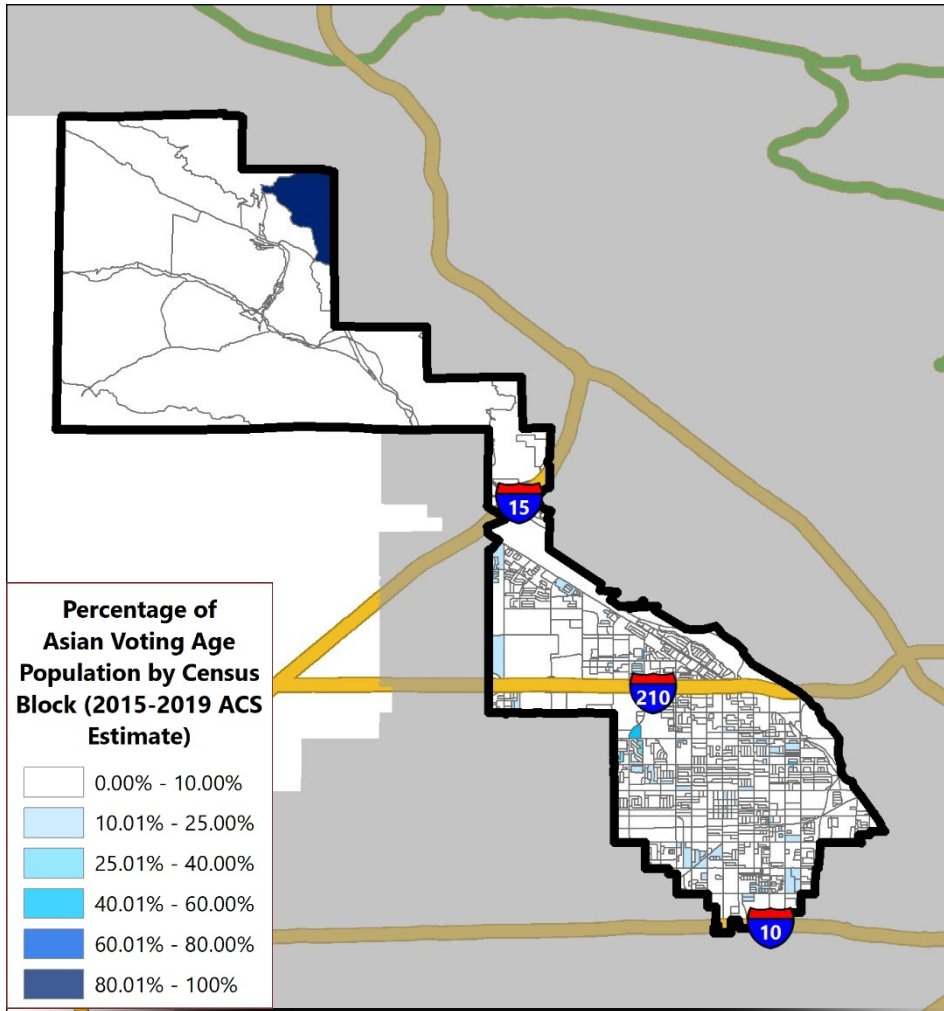 15
210
10
Percentage of
Asian Voting Age
Population by Census
Block (2015-2019 ACS
Estimate)
0.00% - 10.00%
10.01% - 25.00%
25.01% - 40.00%
40.01% - 60.00%
60.01% - 80.00%
80.01% - 100%